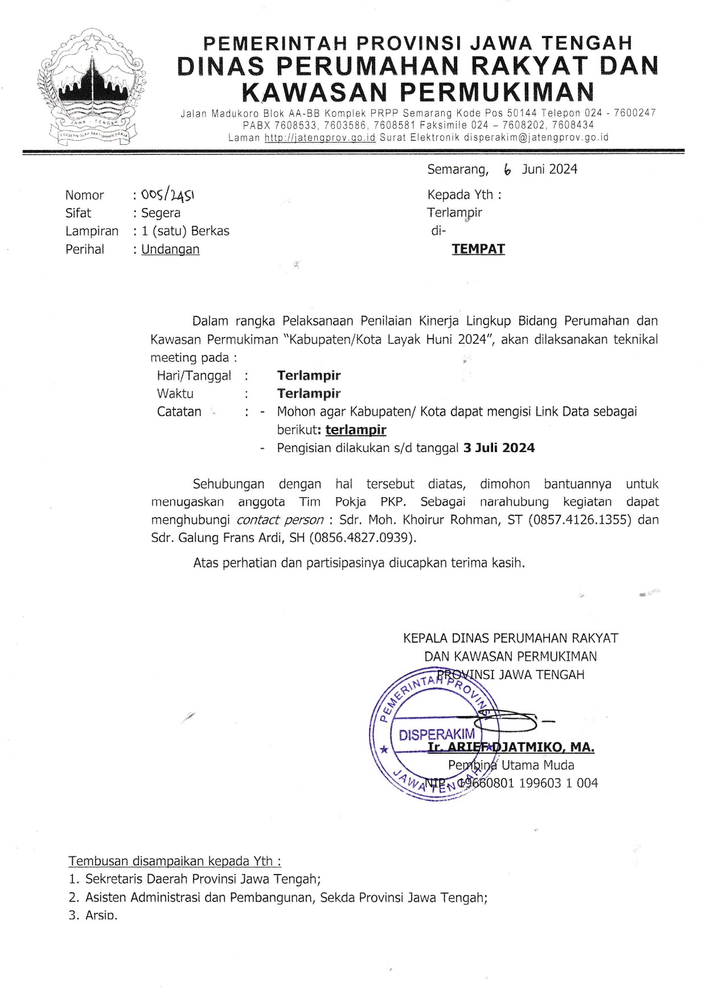 PEMERINTAH PROVINSI JAWA TENGAH
DINAS PERUMAHAN RAKYAT DAN
KAWASAN PERMUKIMAN
Jalan Madukoro Blok AA-BB Komplek PRPP Semarang Kode Pos 50144 Telepon 024 - 7600247
PABX 7608533, 7603586, 7608581 Faksimile 024 – 7608202, 7608434
Laman http://jatengprov.go.id Surat Elektronik disperakim@jatengprov.go.id
JAWA - TENGAH
Semarang, 6 Juni 2024
Nomor : 005/2451
Sifat : Segera
Lampiran : 1 (satu) Berkas
Perihal : Undangan
Kepada Yth :
Terlampir
di-
TEMPAT
Dalam rangka Pelaksanaan Penilaian Kinerja Lingkup Bidang Perumahan dan
Kawasan Permukiman "Kabupaten/Kota Layak Huni 2024", akan dilaksanakan teknikal
meeting pada :
Hari/Tanggal : Terlampir
Waktu : Terlampir
Catatan : - Mohon agar Kabupaten/ Kota dapat mengisi Link Data sebagai
berikut: terlampir
- Pengisian dilakukan s/d tanggal 3 Juli 2024
Sehubungan dengan hal tersebut diatas, dimohon bantuannya untuk
menugaskan anggota Tim Pokja PKP. Sebagai narahubung kegiatan dapat
menghubungi contact person : Sdr. Moh. Khoirur Rohman, ST (0857.4126.1355) dan
Sdr. Galung Frans Ardi, SH (0856.4827.0939).
Atas perhatian dan partisipasinya diucapkan terima kasih.
KEPALA DINAS PERUMAHAN RAKYAT
DAN KAWASAN PERMUKIMAN
PROVINSI JAWA TENGAH
PEMERINTAH PROVINSI
DISPERAKIM
JAWA TENGAH
Ir. ARIEF DJATMIKO, MA.
Pembina Utama Muda
NIP. 19660801 199603 1 004
Tembusan disampaikan kepada Yth :
1. Sekretaris Daerah Provinsi Jawa Tengah;
2. Asisten Administrasi dan Pembangunan, Sekda Provinsi Jawa Tengah;
3. Arsip.